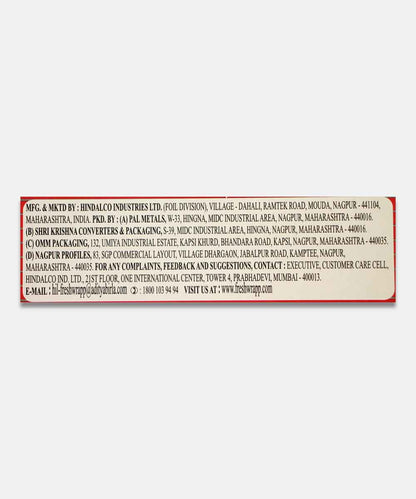 MFG. & MKTD BY : HINDALCO INDUSTRIES LTD. (FOIL DIVISION), VILLAGE - DAHALI, RAMTEK ROAD, MOUDA, NAGPUR - 441104,
MAHARASHTRA, INDIA. PKD. BY : (A) PAL METALS, W-33, HINGNA, MIDC INDUSTRIAL AREA, NAGPUR, MAHARASHTRA - 440016.
(B) SHRI KRISHNA CONVERTERS & PACKAGING, S-39, MIDC INDUSTRIAL AREA, HINGNA, NAGPUR, MAHARASHTRA - 440016.
(C) OMM PACKAGING, 132, UMIYA INDUSTRIAL ESTATE, KAPSI KHURD, BHANDARA ROAD, KAPSI, NAGPUR, MAHARASHTRA - 440035.
(D) NAGPUR PROFILES, 83, SGP COMMERCIAL LAYOUT, VILLAGE DHARGAON, JABALPUR ROAD, KAMPTEE, NAGPUR,
MAHARASHTRA - 440035. FOR ANY COMPLAINTS, FEEDBACK AND SUGGESTIONS, CONTACT : EXECUTIVE, CUSTOMER CARE CELL,
HINDALCO IND. LTD., 21ST FLOOR, ONE INTERNATIONAL CENTER, TOWER 4, PRABHADEVI, MUMBAI - 400013.
E-MAIL : hil-freshwrapp@adityabirla.com : 1800 103 94 94 VISIT US AT : www.freshwrapp.com